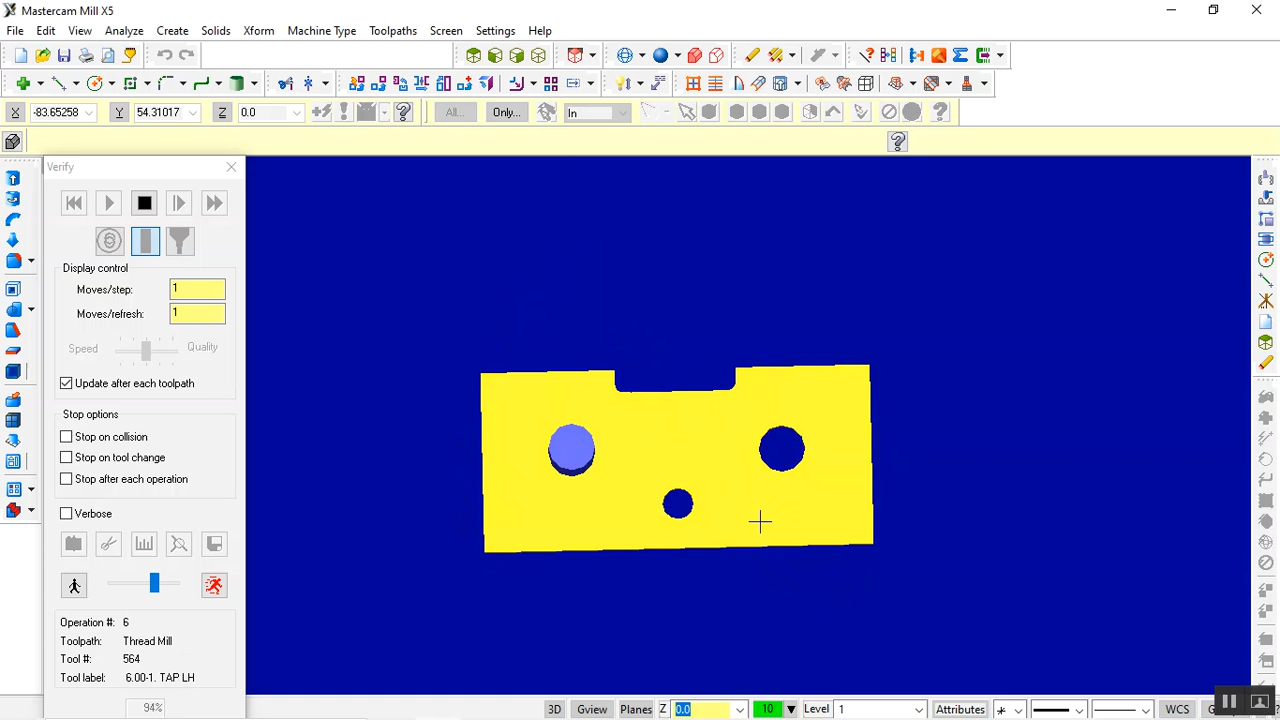 Mastercam Mill X5
File Edit View Analyze Create Solids Xform Machine Type Toolpaths Screen Settings Help
X -83.65258 Y 54.31017 Z 0.0 All... Only... In
Verify
Display control
Moves/step: 1
Moves/refresh: 1
Speed Quality
Update after each toolpath
Stop options
Stop on collision
Stop on tool change
Stop after each operation
Verbose
Operation #: 6
Toolpath: Thread Mill
Tool #: 564
Tool label: 6.00-1. TAP LH
94%
3D Gview Planes Z 0.0 10 Level 1 Attributes WCS